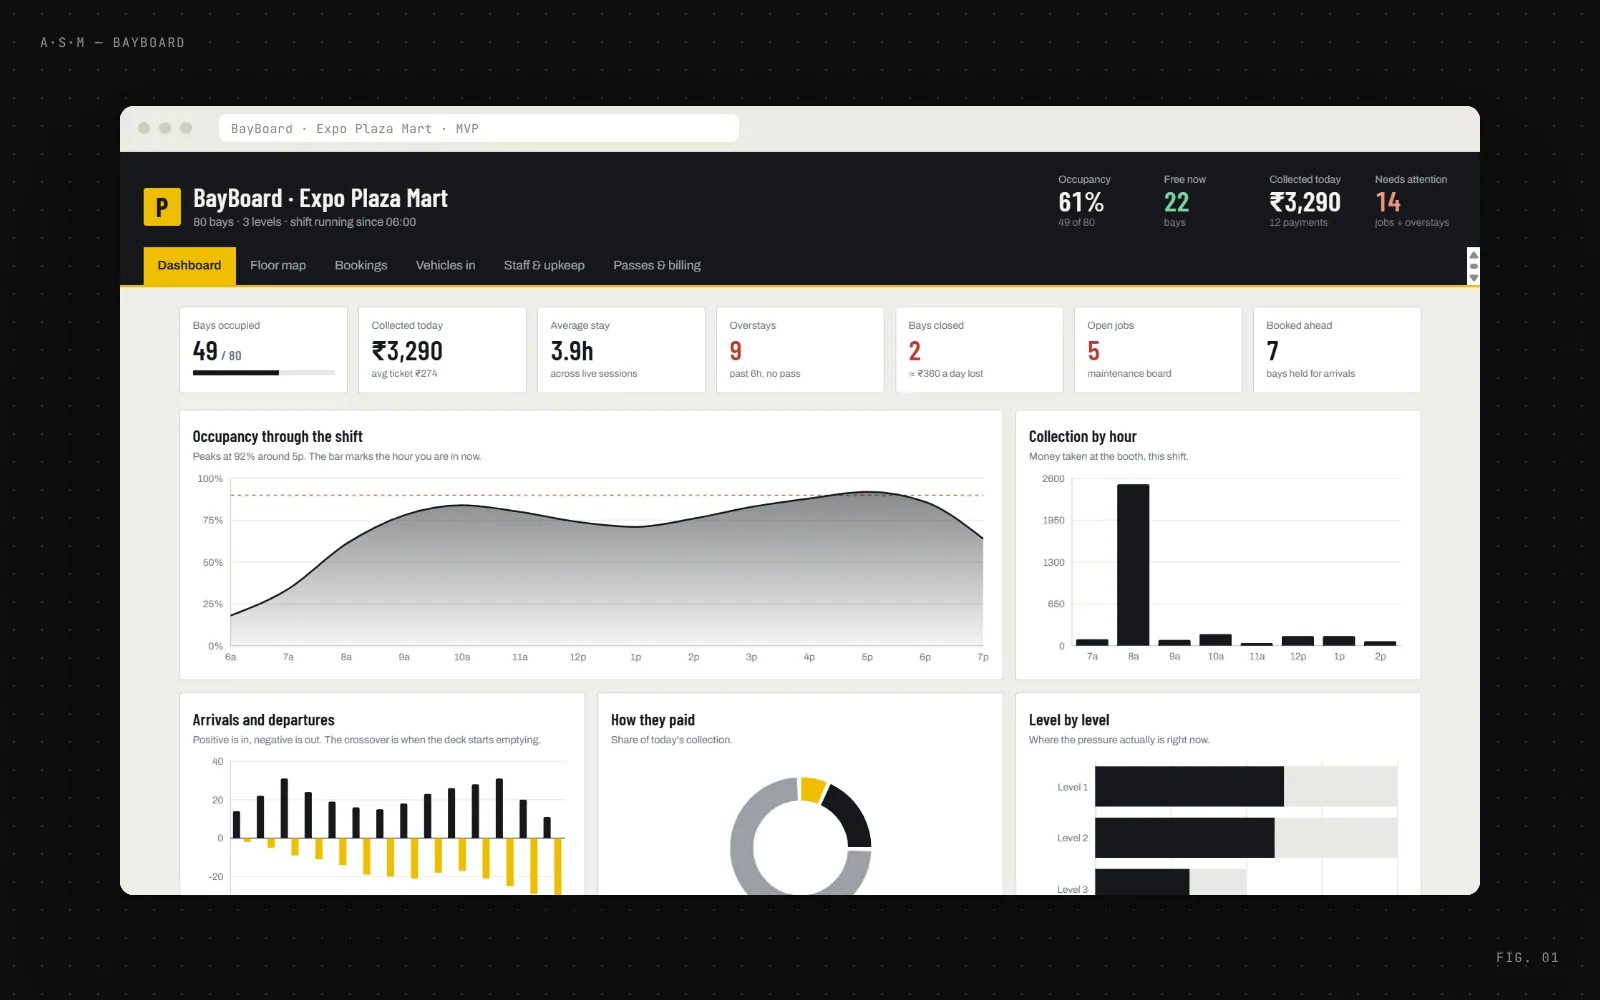 A·S·M — BAYBOARD
BayBoard · Expo Plaza Mart · MVP
P
BayBoard · Expo Plaza Mart
80 bays · 3 levels · shift running since 06:00
Occupancy
61%
49 of 80
Free now
22
bays
Collected today
₹3,290
12 payments
Needs attention
14
jobs + overstays
Dashboard
Floor map
Bookings
Vehicles in
Staff & upkeep
Passes & billing
Bays occupied
49 / 80
Collected today
₹3,290
avg ticket ₹274
Average stay
3.9h
across live sessions
Overstays
9
past 6h, no pass
Bays closed
2
≈ ₹360 a day lost
Open jobs
5
maintenance board
Booked ahead
7
bays held for arrivals
Occupancy through the shift
Peaks at 92% around 5p. The bar marks the hour you are in now.
100%
75%
50%
25%
0%
6a 7a 8a 9a 10a 11a 12p 1p 2p 3p 4p 5p 6p 7p
Collection by hour
Money taken at the booth, this shift.
2600
1950
1300
650
0
7a 8a 9a 10a 11a 12p 1p 2p
Arrivals and departures
Positive is in, negative is out. The crossover is when the deck starts emptying.
40
20
0
-20
How they paid
Share of today's collection.
Level by level
Where the pressure actually is right now.
Level 1
Level 2
Level 3
FIG. 01